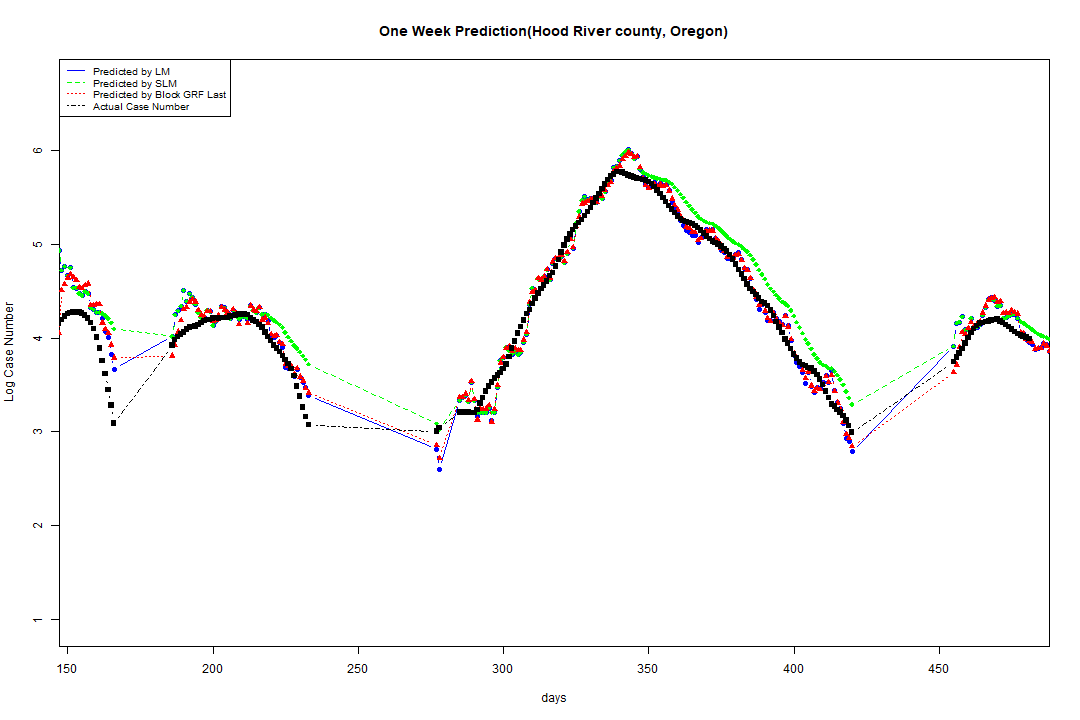 One Week Prediction(Hood River county, Oregon)
Predicted by LM
Predicted by SLM
Predicted by Block GRF Last
Actual Case Number
6
5
4
3
2
1
Log Case Number
150 200 250 300 350 400 450
days